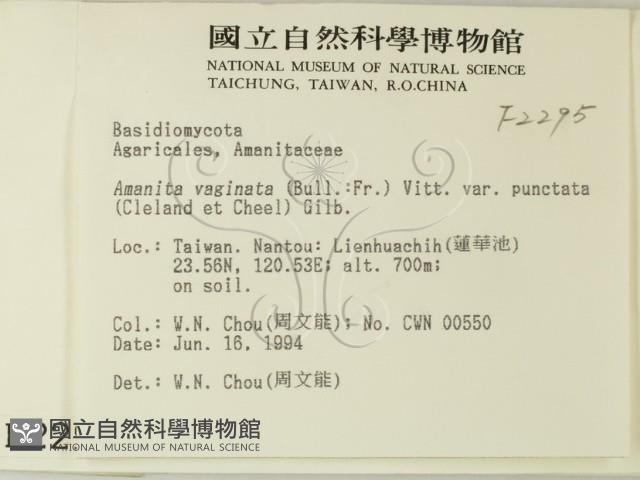 國立自然科學博物館
NATIONAL MUSEUM OF NATURAL SCIENCE
TAICHUNG, TAIWAN, R.O.CHINA
F2295
Basidiomycota
Agaricales, Amanitaceae
Amanita vaginata (Bull.:Fr.) Vitt. var. punctata
(Cleland et Cheel) Gilb.
Loc.: Taiwan. Nantou: Lienhuachih(蓮華池)
23.56N, 120.53E; alt. 700m;
on soil.
Col.: W.N. Chou(周文能); No. CWN 00550
Date: Jun. 16, 1994
Det.: W.N. Chou(周文能)
國立自然科學博物館
NATIONAL MUSEUM OF NATURAL SCIENCE